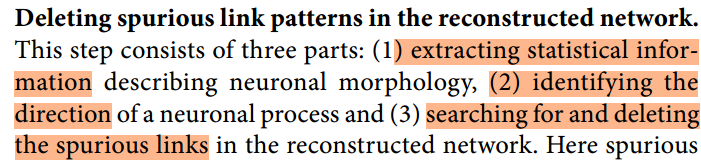 Deleting spurious link patterns in the reconstructed network.
This step consists of three parts: (1) extracting statistical infor-
mation describing neuronal morphology, (2) identifying the
direction of a neuronal process and (3) searching for and deleting
the spurious links in the reconstructed network. Here spurious